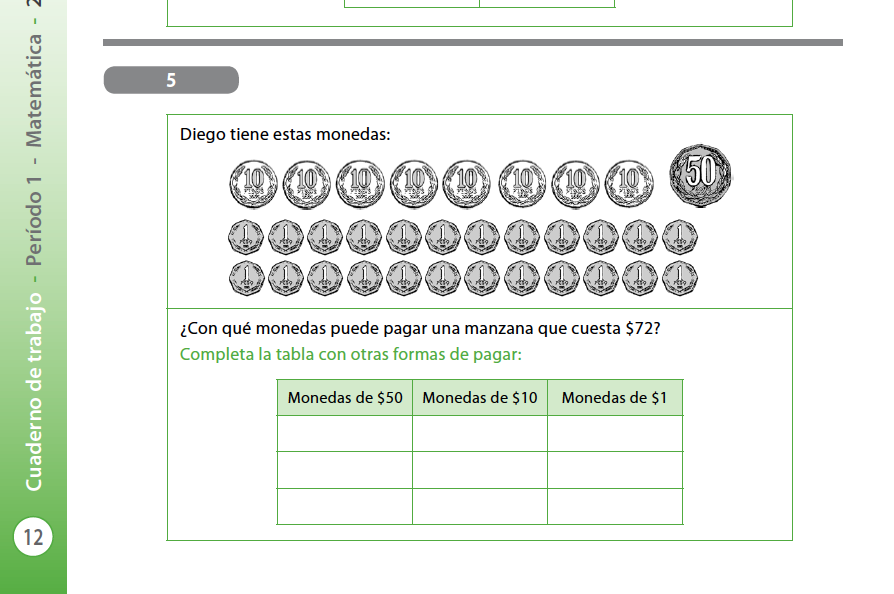 Cuaderno de trabajo - Período 1 - Matemática -
12
5
Diego tiene estas monedas:
10 10 10 10 10 10 10 10 50
1 1 1 1 1 1 1 1 1 1 1 1
1 1 1 1 1 1 1 1 1 1 1 1
¿Con qué monedas puede pagar una manzana que cuesta $72?
Completa la tabla con otras formas de pagar:
Monedas de $50 Monedas de $10 Monedas de $1